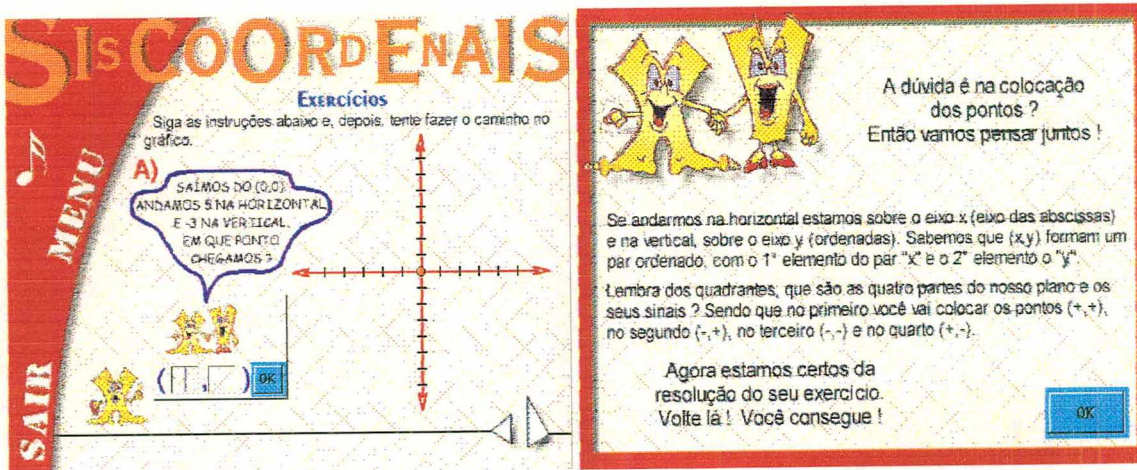 SISCOORDENAIS
EXERCÍCIOS
Siga as instruções abaixo e, depois, tente fazer o caminho no
gráfico.
A)
SAÍMOS DO (0,0)
ANDAMOS 5 NA HORIZONTAL
E -3 NA VERTICAL.
EM QUE PONTO
CHEGAMOS ?
( , ) OK
MENU
SAIR
A dúvida é na colocação
dos pontos ?
Então vamos pensar juntos !
Se andarmos na horizontal estamos sobre o eixo x (eixo das abscissas)
e na vertical, sobre o eixo y (ordenadas). Sabemos que (x,y) formam um
par ordenado, com o 1° elemento do par "x" e o 2° elemento o "y".
Lembra dos quadrantes, que são as quatro partes do nosso plano e os
seus sinais ? Sendo que no primeiro você vai colocar os pontos (+,+),
no segundo (-,+), no terceiro (-,-) e no quarto (+,-).
Agora estamos certos da
resolução do seu exercício.
Volte lá ! Você consegue !
OK